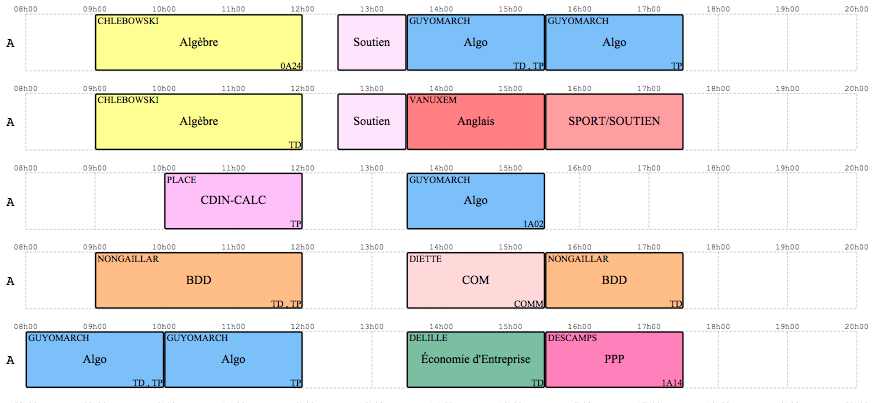 08h00 09h00 10h00 11h00 12h00 13h00 14h00 15h00 16h00 17h00 18h00 19h00 20h00
CHLEBOWSKI GUYOMARCH GUYOMARCH
A Algèbre Soutien Algo Algo
0A24 TD , TP TP
08h00 09h00 10h00 11h00 12h00 13h00 14h00 15h00 16h00 17h00 18h00 19h00 20h00
CHLEBOWSKI VANUXEM
A Algèbre Soutien Anglais SPORT/SOUTIEN
TD
08h00 09h00 10h00 11h00 12h00 13h00 14h00 15h00 16h00 17h00 18h00 19h00 20h00
PLACE GUYOMARCH
A CDIN-CALC Algo
TP 1A02
08h00 09h00 10h00 11h00 12h00 13h00 14h00 15h00 16h00 17h00 18h00 19h00 20h00
NONGAILLAR DIETTE NONGAILLAR
A BDD COM BDD
TD , TP COMM TD
08h00 09h00 10h00 11h00 12h00 13h00 14h00 15h00 16h00 17h00 18h00 19h00 20h00
GUYOMARCH GUYOMARCH DELILLE DESCAMPS
A Algo Algo Économie d'Entreprise PPP
TD , TP TP TD 1A14